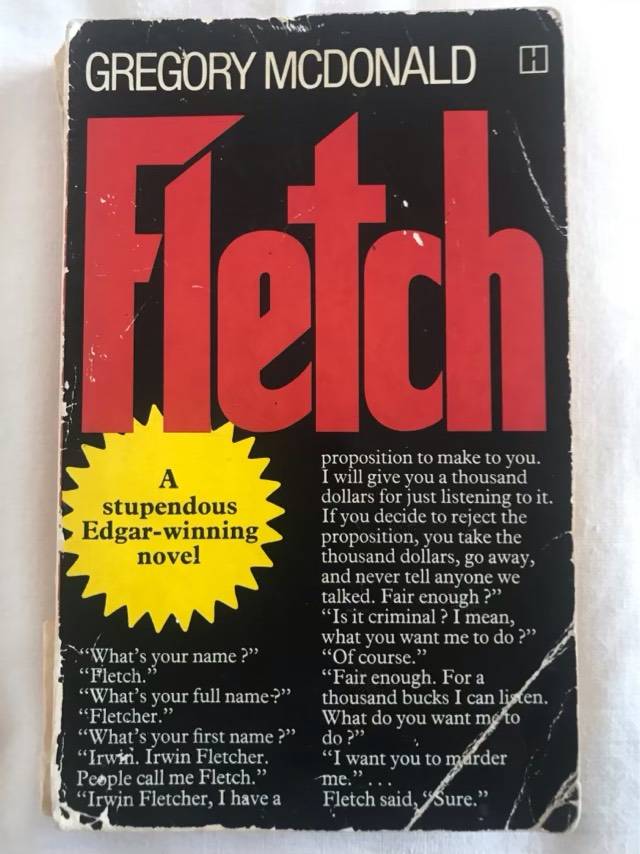 GREGORY MCDONALD
H
Fletch
A
stupendous
Edgar-winning
novel
“What's your name ?”
“Fletch.”
“What's your full name?”
“Fletcher.”
“What's your first name ?”
“Irwin. Irwin Fletcher.
People call me Fletch.”
“Irwin Fletcher, I have a
proposition to make to you.
I will give you a thousand
dollars for just listening to it.
If you decide to reject the
proposition, you take the
thousand dollars, go away,
and never tell anyone we
talked. Fair enough ?”
“Is it criminal ? I mean,
what you want me to do ?”
“Of course.”
“Fair enough. For a
thousand bucks I can listen.
What do you want me to
do ?”
“I want you to murder
me.” . . .
Fletch said, “Sure.”